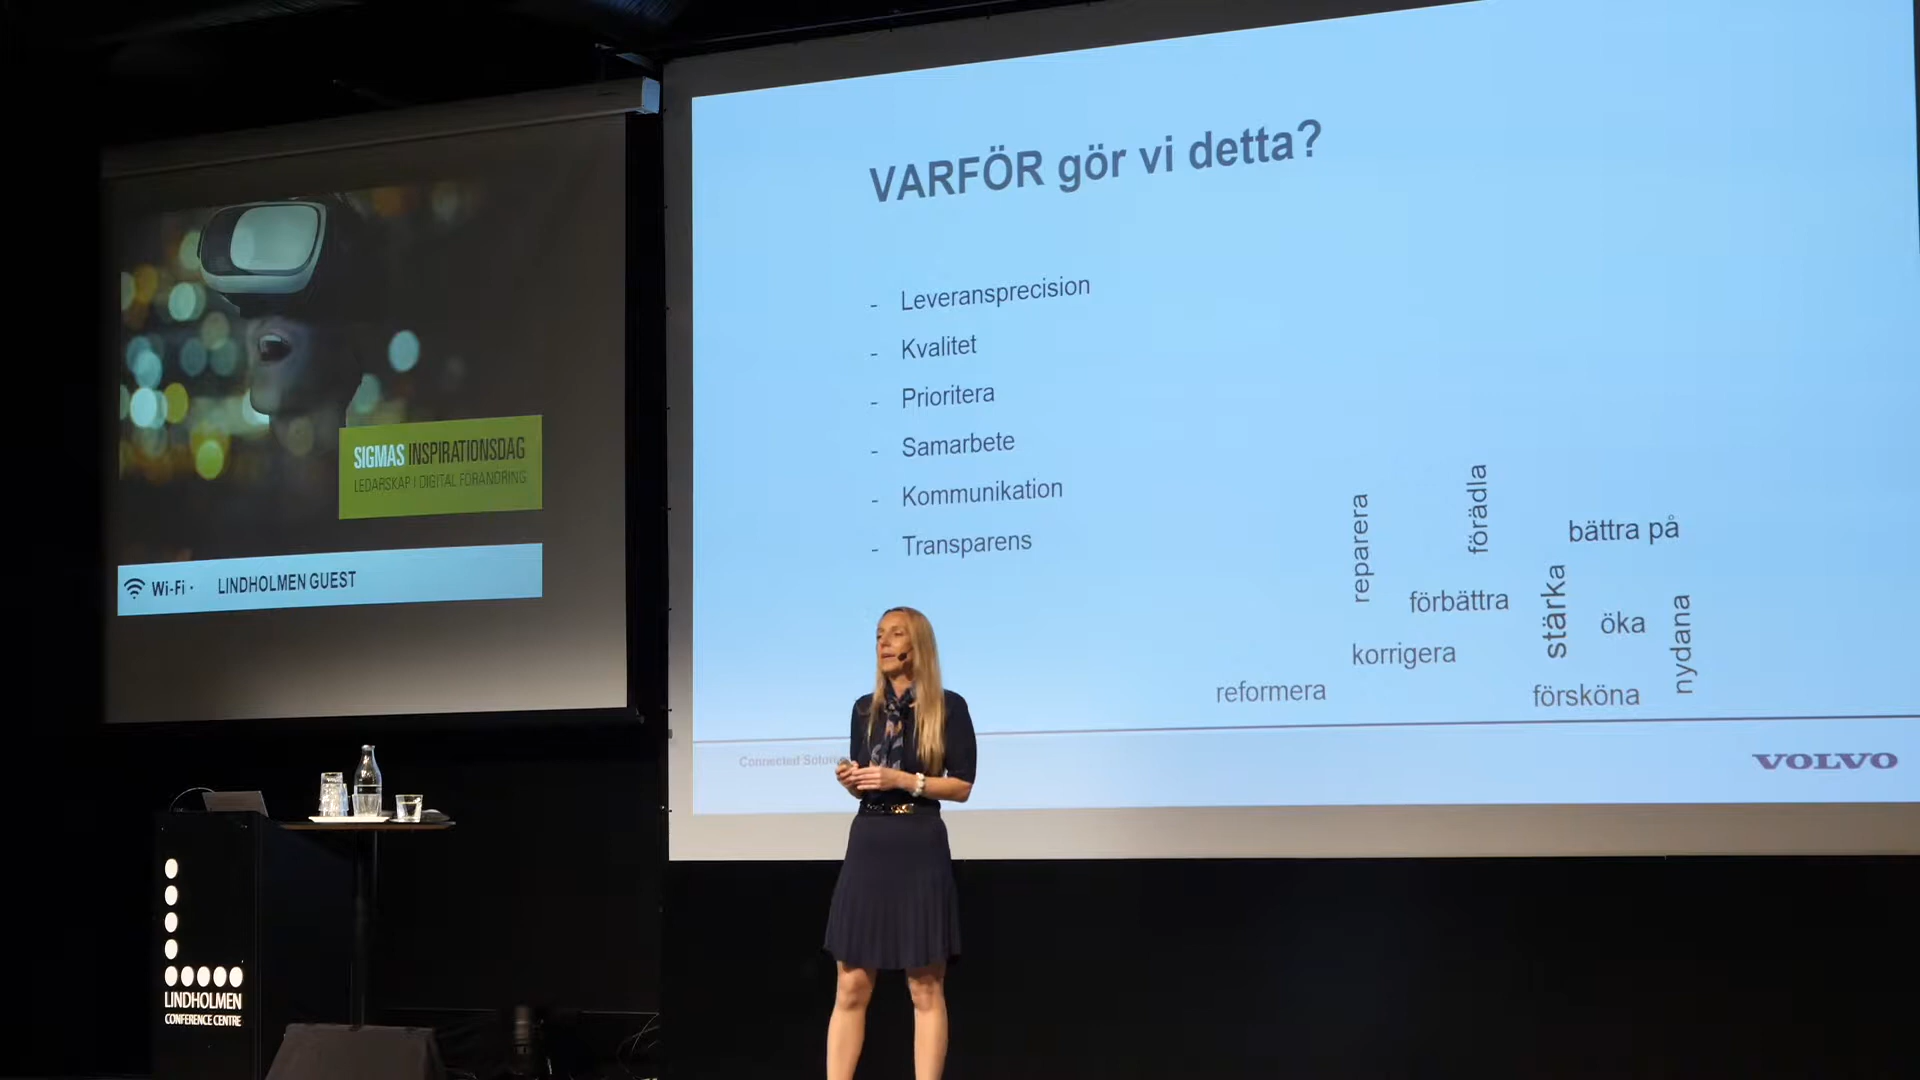 SIGMAS INSPIRATIONSDAG
LEDARSKAP I DIGITAL FÖRÄNDRING
Wi-Fi · LINDHOLMEN GUEST
LINDHOLMEN
CONFERENCE CENTRE
VARFÖR gör vi detta?
- Leveransprecision
- Kvalitet
- Prioritera
- Samarbete
- Kommunikation
- Transparens
reparera
förädla
bättra på
förbättra
stärka
öka
nydana
korrigera
reformera
försköna
Connected
VOLVO